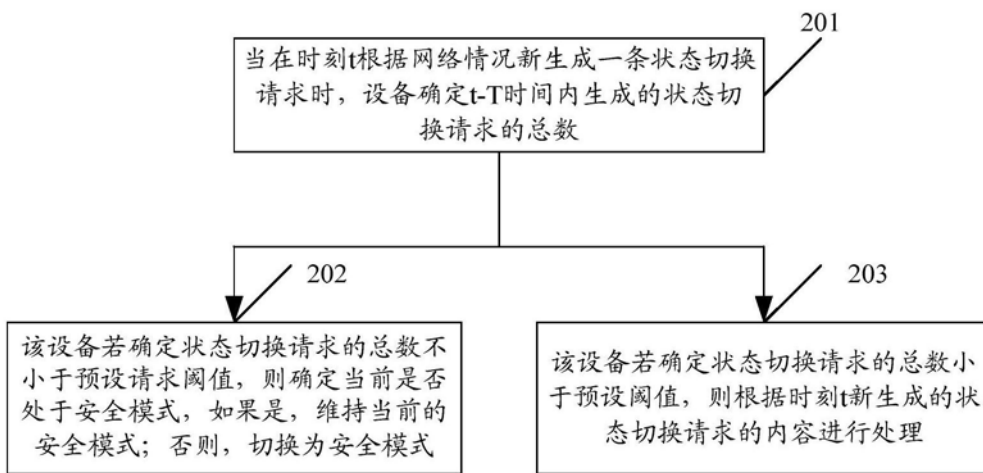 201
当在时刻t根据网络情况新生成一条状态切换
请求时，设备确定t-T时间内生成的状态切
换请求的总数
202
该设备若确定状态切换请求的总数不
小于预设请求阈值，则确定当前是否
处于安全模式，如果是，维持当前的
安全模式；否则，切换为安全模式
203
该设备若确定状态切换请求的总数小
于预设阈值，则根据时刻t新生成的状
态切换请求的内容进行处理